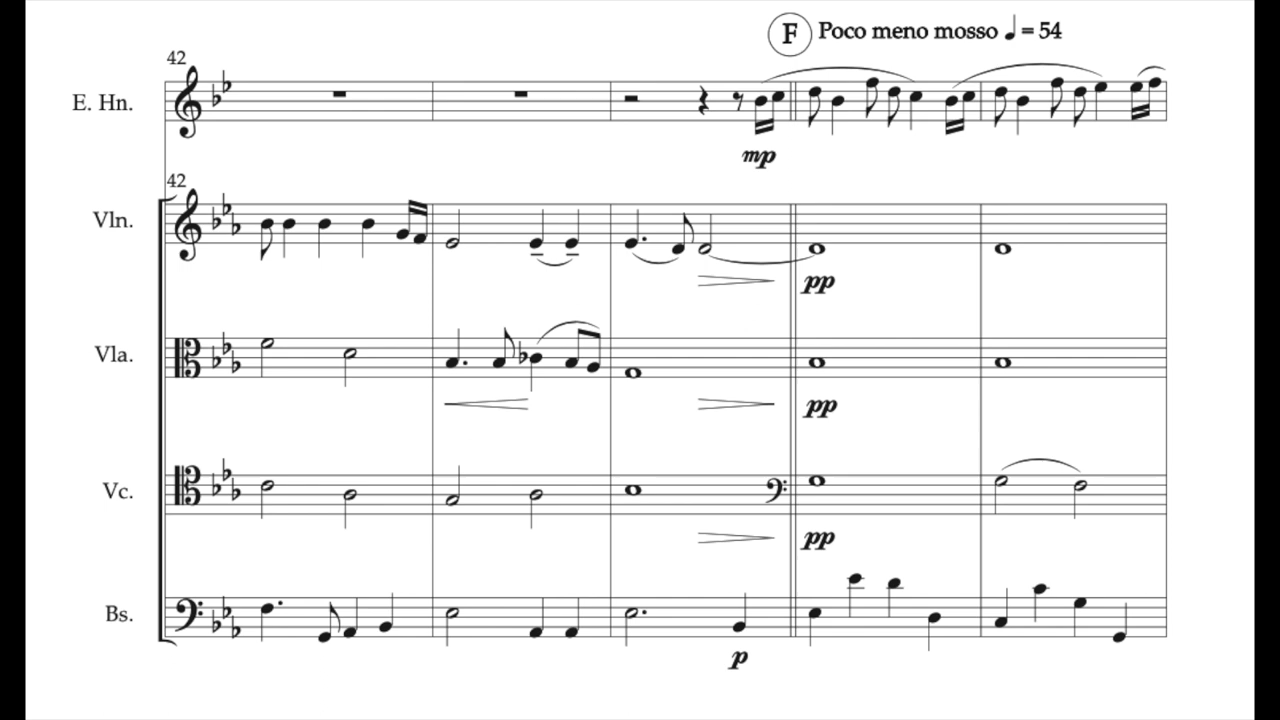 F Poco meno mosso ♩ = 54
42
E. Hn.
mp
42
Vln.
pp
Vla.
pp
Vc.
pp
Bs.
p